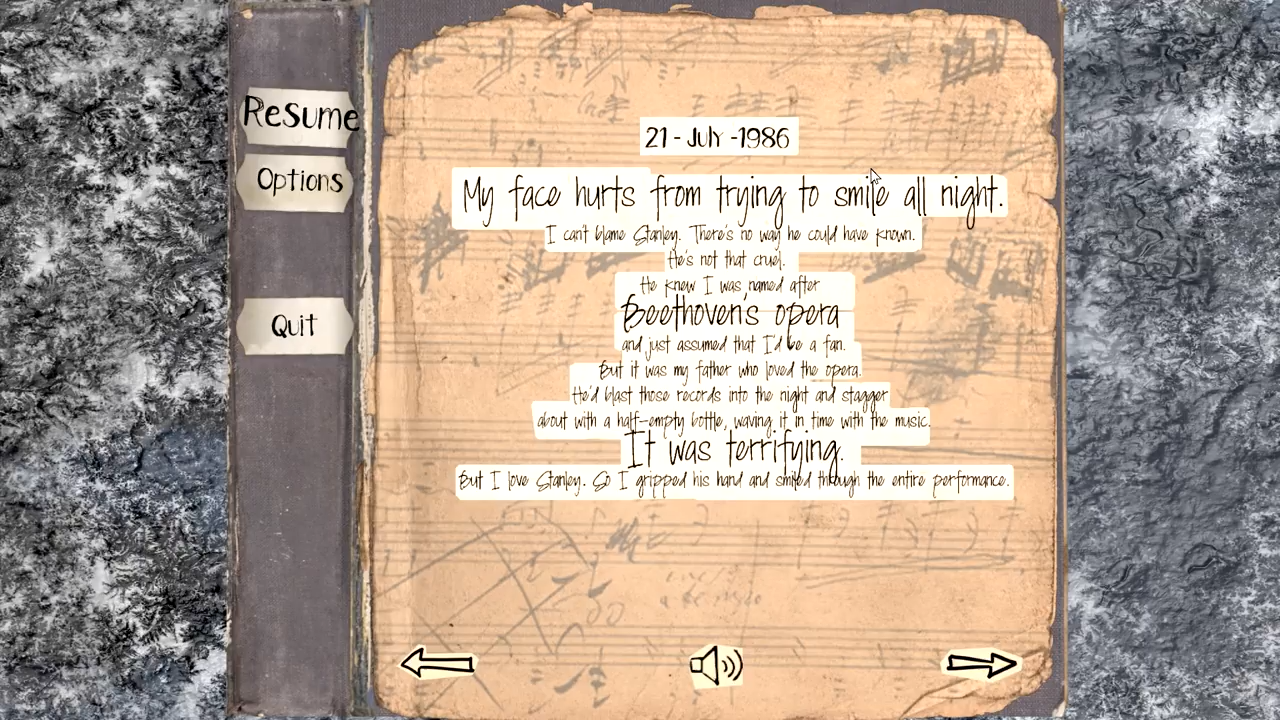 Resume
Options
Quit
21 - July - 1986
My face hurts from trying to smile all night.
I can't blame Stanley. There's no way he could have known.
He's not that cruel.
He knew I was named after
Beethoven's opera
and just assumed that I'd be a fan.
But it was my father who loved the opera.
He'd blast those records into the night and stagger
about with a half-empty bottle, waving it in time with the music.
It was terrifying.
But I love Stanley. So I gripped his hand and smiled through the entire performance.